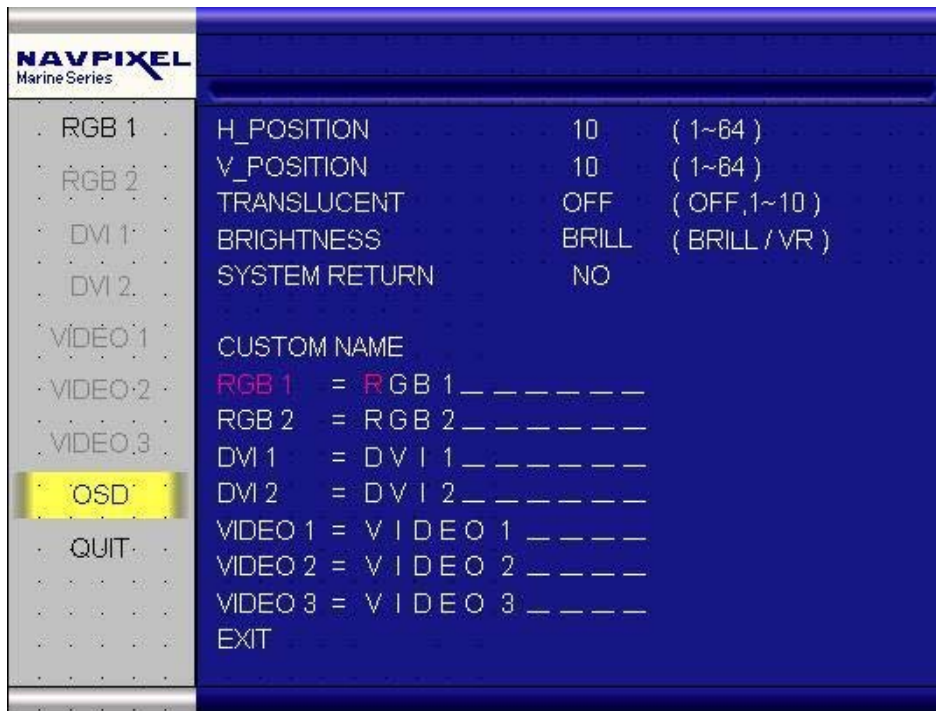 NAVPIXEL
Marine Series
RGB 1
RGB 2
DVI 1
DVI 2
VIDEO 1
VIDEO 2
VIDEO 3
OSD
QUIT
H_POSITION 10 ( 1~64 )
V_POSITION 10 ( 1~64 )
TRANSLUCENT OFF ( OFF,1~10 )
BRIGHTNESS BRILL ( BRILL / VR )
SYSTEM RETURN NO
CUSTOM NAME
RGB 1 = R G B 1 _ _ _ _ _ _
RGB 2 = R G B 2 _ _ _ _ _ _
DVI 1 = D V I 1 _ _ _ _ _ _
DVI 2 = D V I 2 _ _ _ _ _ _
VIDEO 1 = V I D E O 1 _ _ _ _
VIDEO 2 = V I D E O 2 _ _ _ _
VIDEO 3 = V I D E O 3 _ _ _ _
EXIT